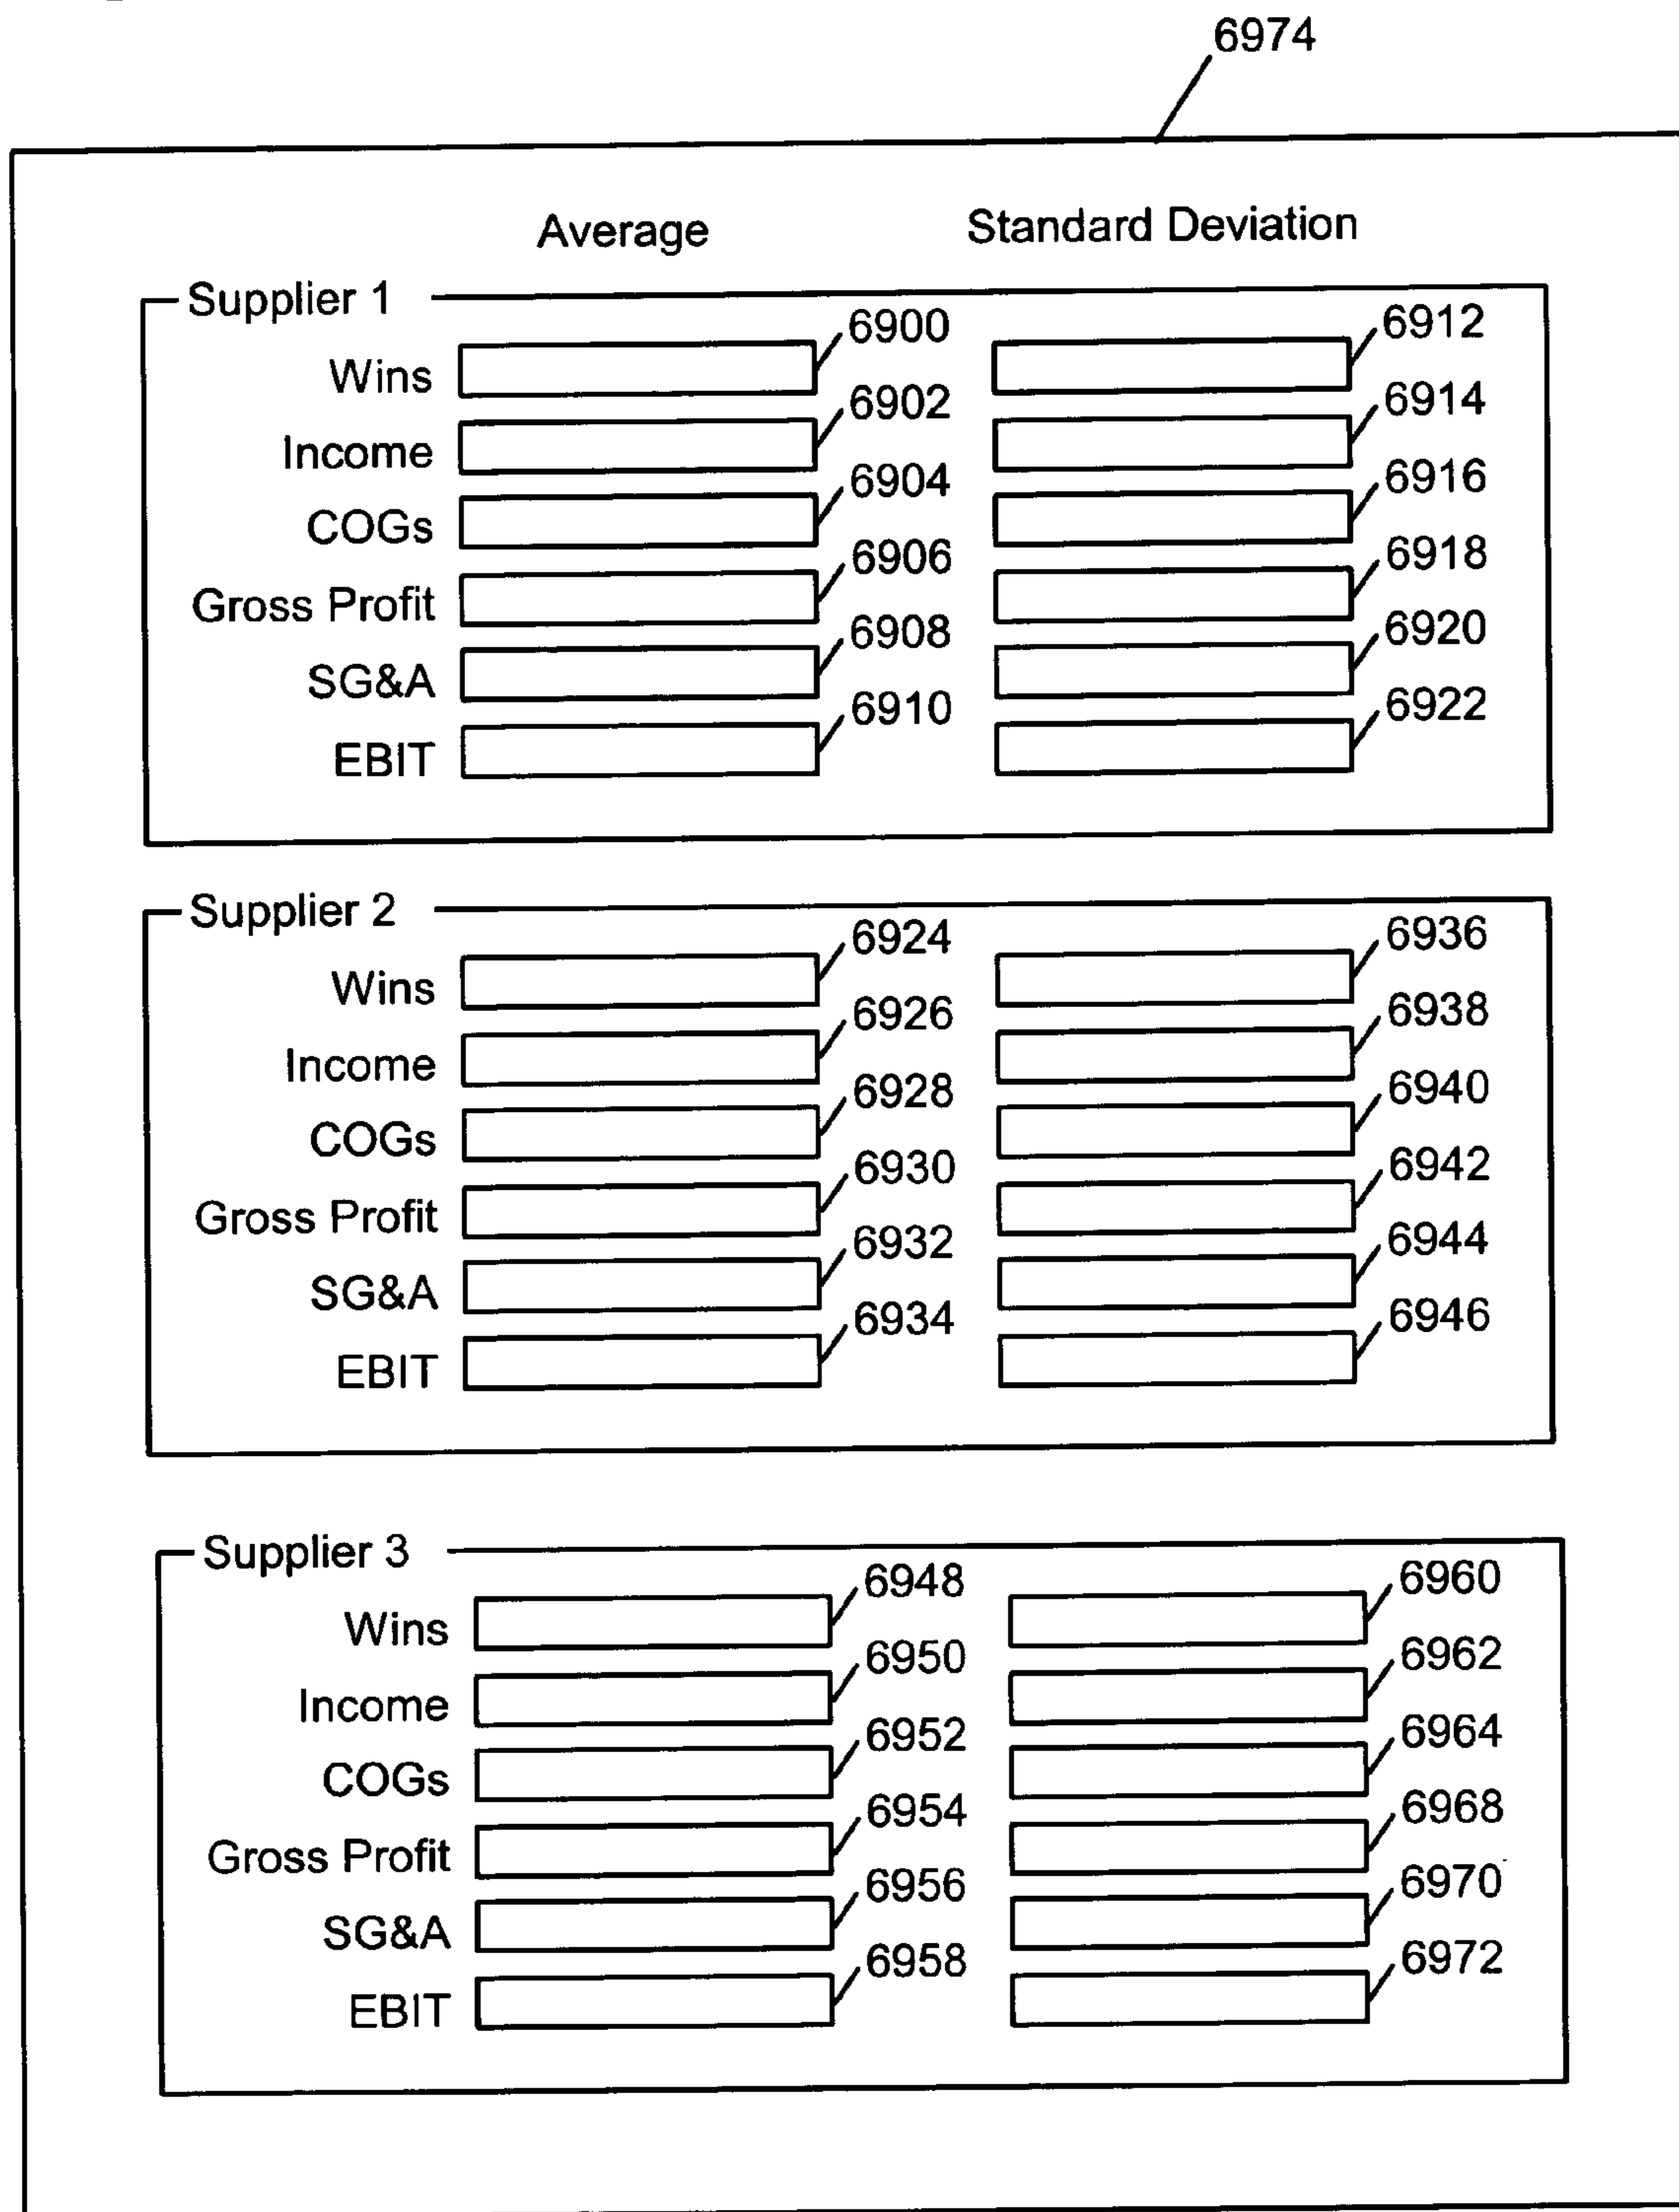 6974
Average Standard Deviation
Supplier 1
Wins 6900 6912
Income 6902 6914
COGs 6904 6916
Gross Profit 6906 6918
SG&A 6908 6920
EBIT 6910 6922
Supplier 2
Wins 6924 6936
Income 6926 6938
COGs 6928 6940
Gross Profit 6930 6942
SG&A 6932 6944
EBIT 6934 6946
Supplier 3
Wins 6948 6960
Income 6950 6962
COGs 6952 6964
Gross Profit 6954 6968
SG&A 6956 6970
EBIT 6958 6972